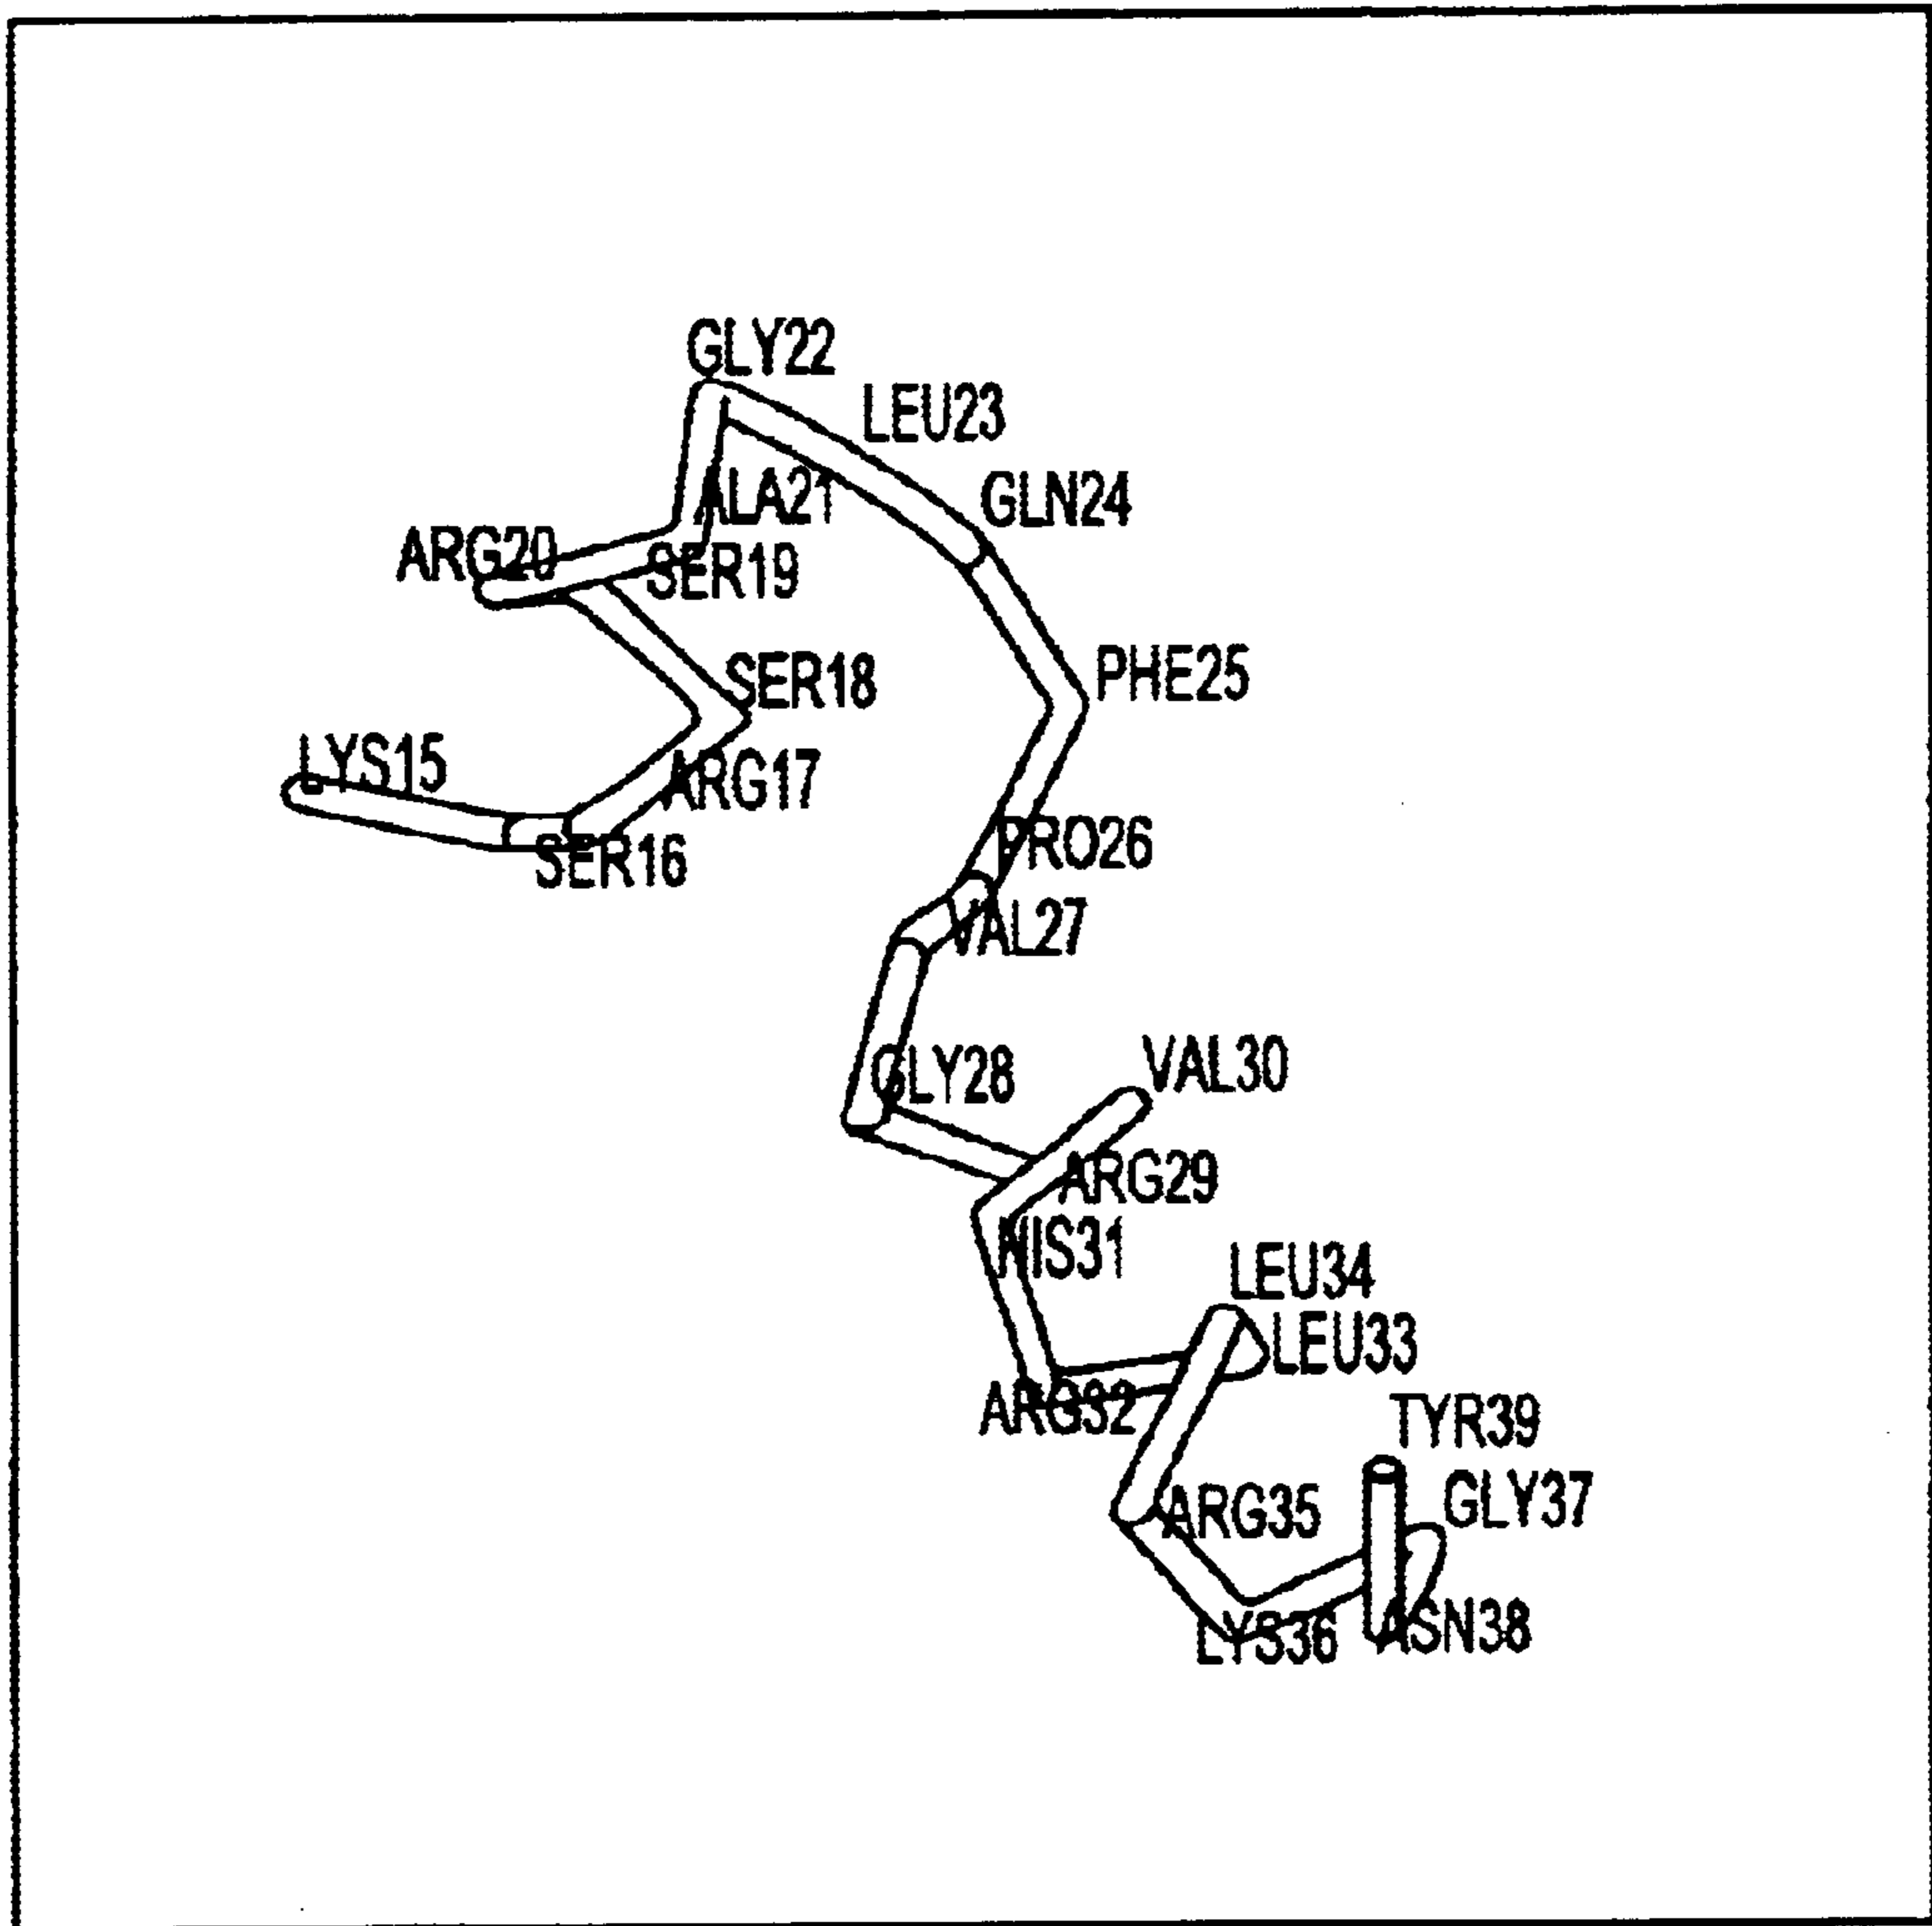 GLY22
LEU23
GLN24
ALA21
ARG20
SER19
SER18
PHE25
LYS15
ARG17
SER16
PRO26
VAL27
GLY28
VAL30
ARG29
HIS31
LEU34
LEU33
ARG32
TYR39
GLY37
ARG35
ASN38
LYS36